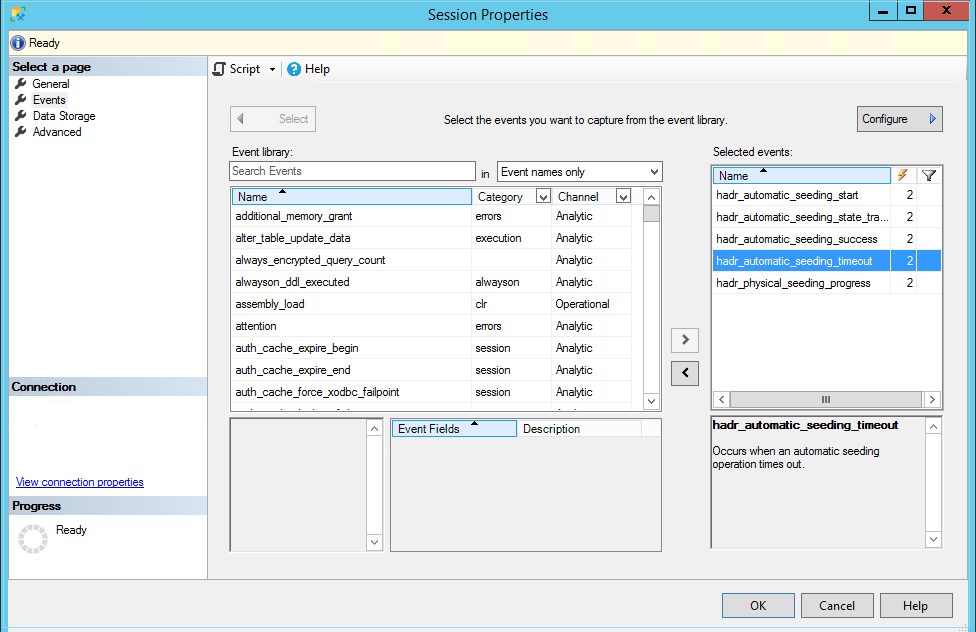 Session Properties
Ready
Select a page
General
Events
Data Storage
Advanced
Script
Help
Select
Select the events you want to capture from the event library.
Configure
Event library:
Search Events
in
Event names only
Name Category Channel
additional_memory_grant errors Analytic
alter_table_update_data execution Analytic
always_encrypted_query_count Analytic
alwayson_ddl_executed alwayson Analytic
assembly_load clr Operational
attention errors Analytic
auth_cache_expire_begin session Analytic
auth_cache_expire_end session Analytic
auth_cache_force_xodbc_failpoint session Analytic
Selected events:
Name
hadr_automatic_seeding_start 2
hadr_automatic_seeding_state_tra... 2
hadr_automatic_seeding_success 2
hadr_automatic_seeding_timeout 2
hadr_physical_seeding_progress 2
Connection
View connection properties
Progress
Ready
Event Fields Description
hadr_automatic_seeding_timeout
Occurs when an automatic seeding
operation times out.
OK
Cancel
Help